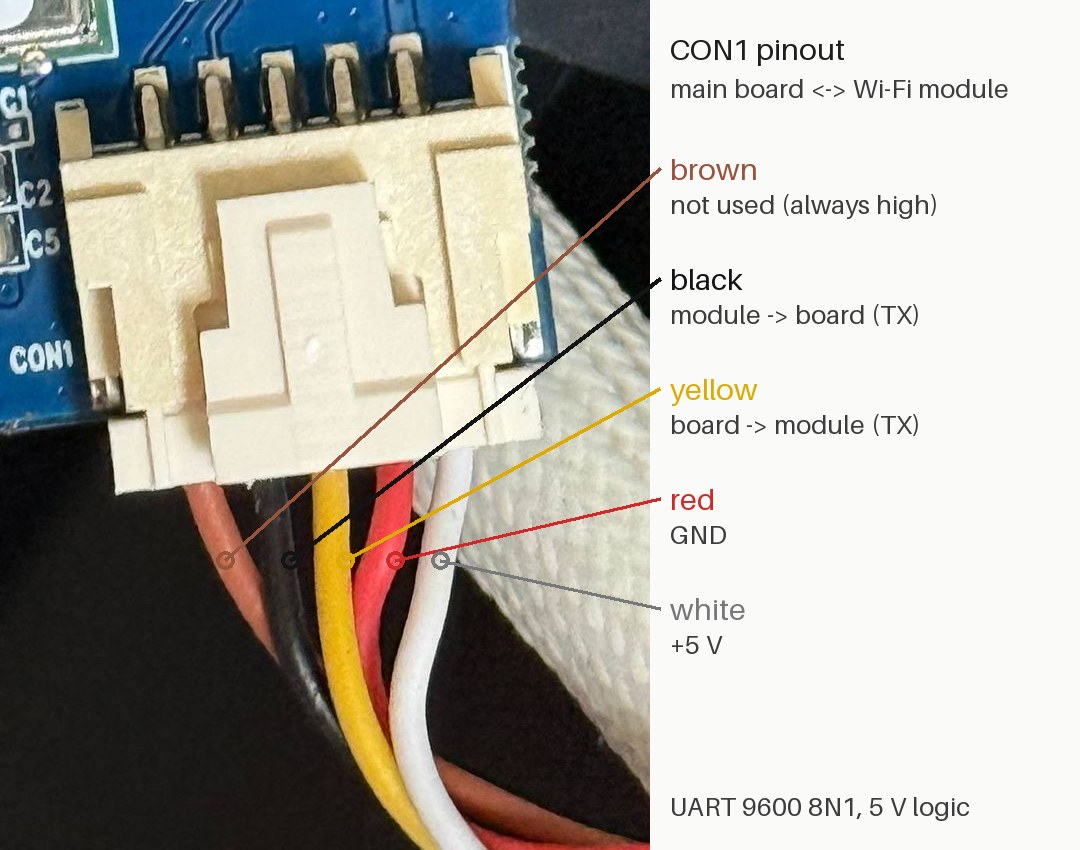 C1
C2
C5
CON1
CON1 pinout
main board <-> Wi-Fi module
brown
not used (always high)
black
module -> board (TX)
yellow
board -> module (TX)
red
GND
white
+5 V
UART 9600 8N1, 5 V logic